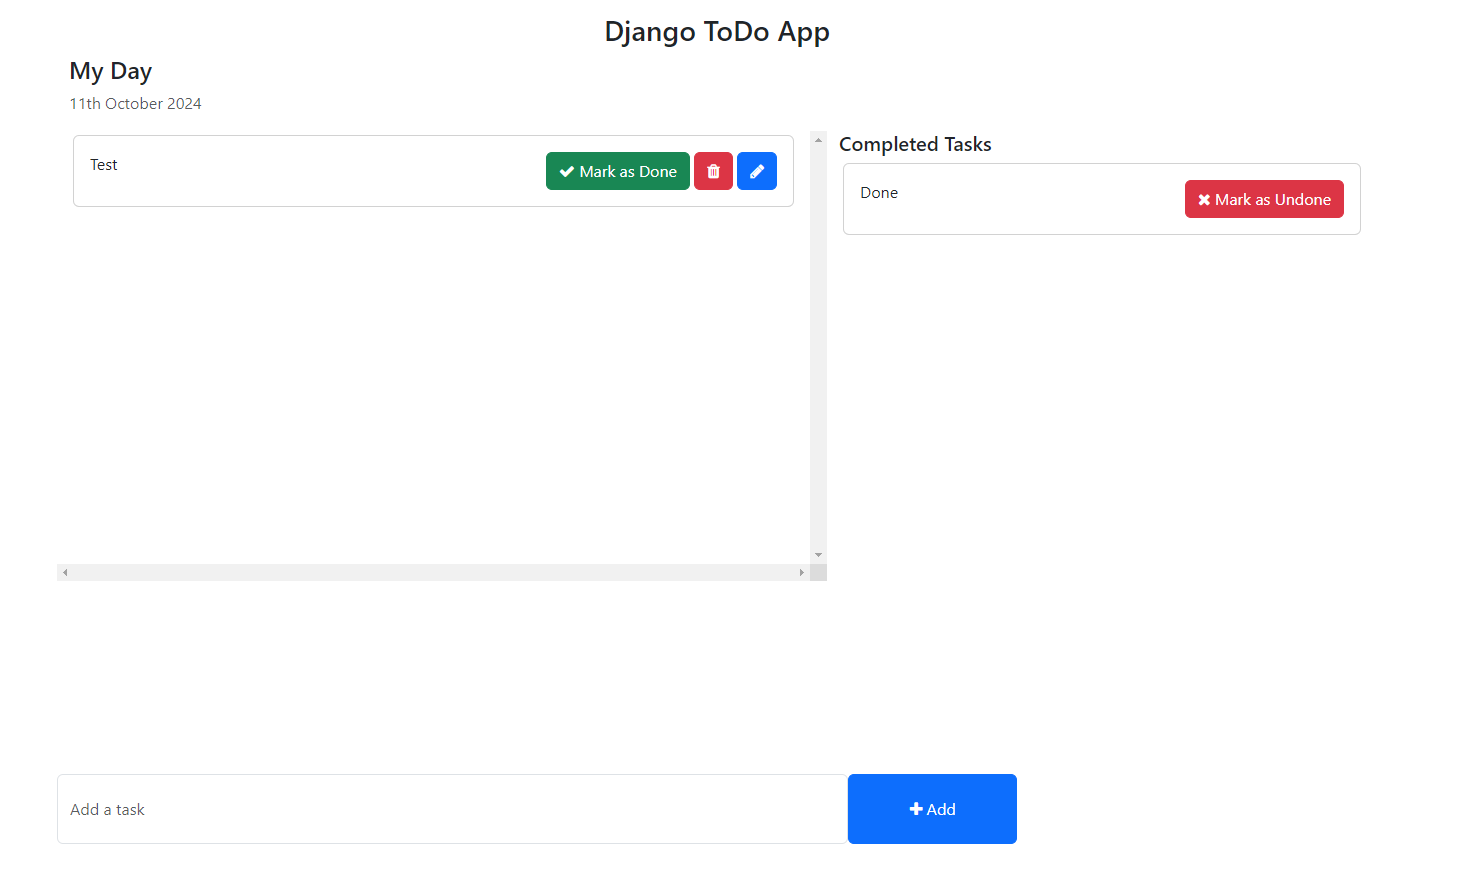 Django ToDo App
My Day
11th October 2024
Test
Mark as Done
Completed Tasks
Done
Mark as Undone
Add a task
Add